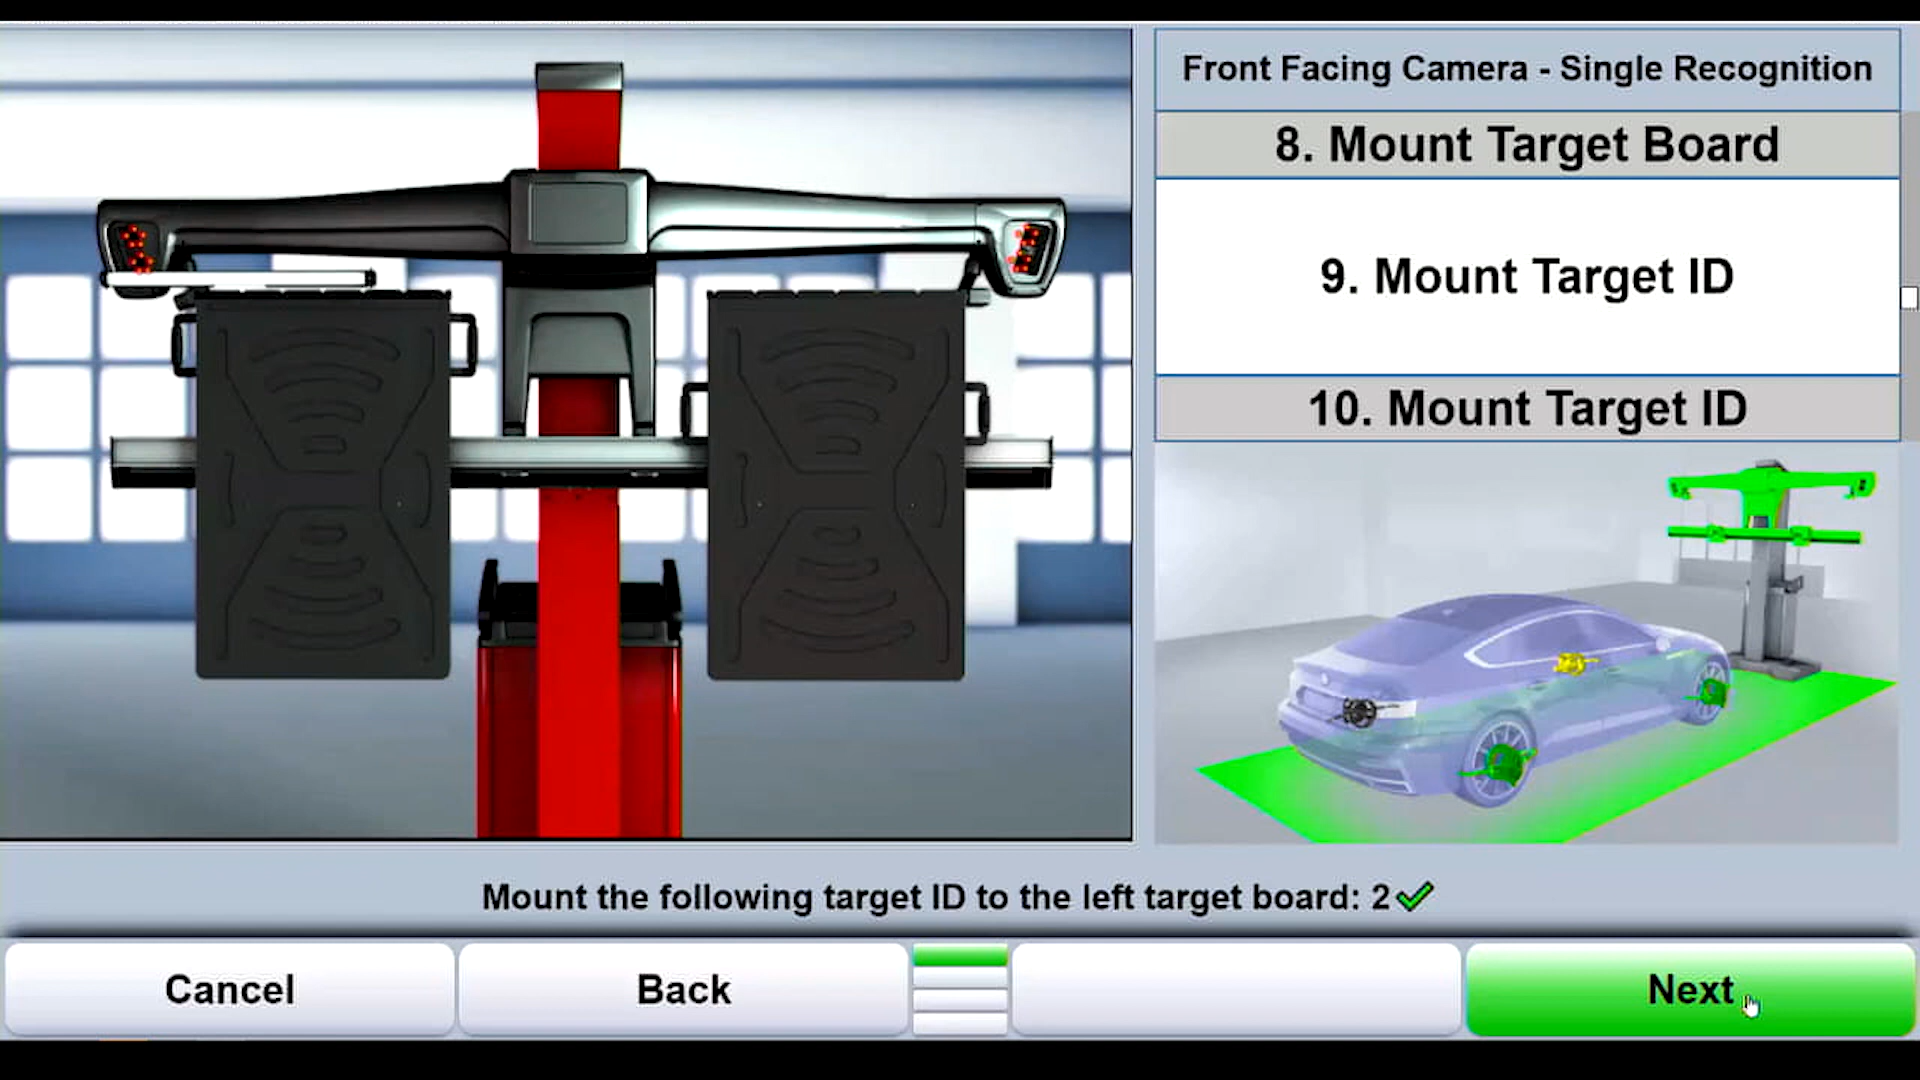 Front Facing Camera - Single Recognition
8. Mount Target Board
9. Mount Target ID
10. Mount Target ID
Mount the following target ID to the left target board: 2
Cancel
Back
Next